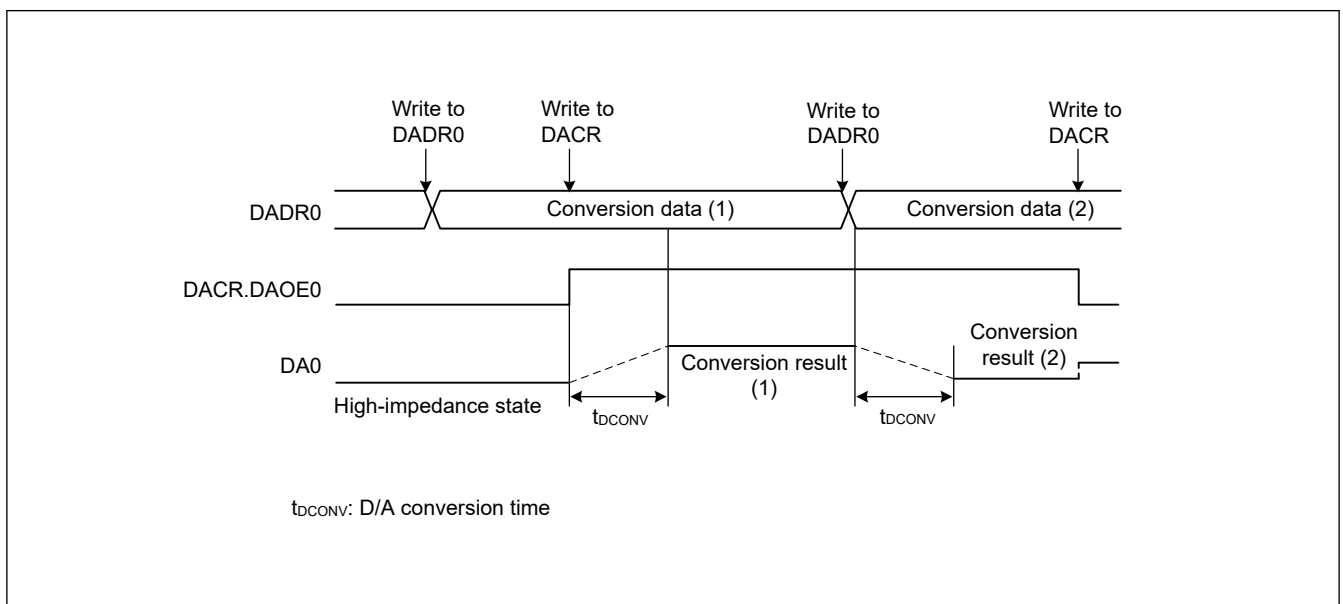 Write to
DADR0
Write to
DACR
Write to
DADR0
Write to
DACR
DADR0
Conversion data (1)
Conversion data (2)
DACR.DAOE0
DA0
Conversion result
(1)
Conversion
result (2)
High-impedance state
tDCONV
tDCONV
tDCONV: D/A conversion time